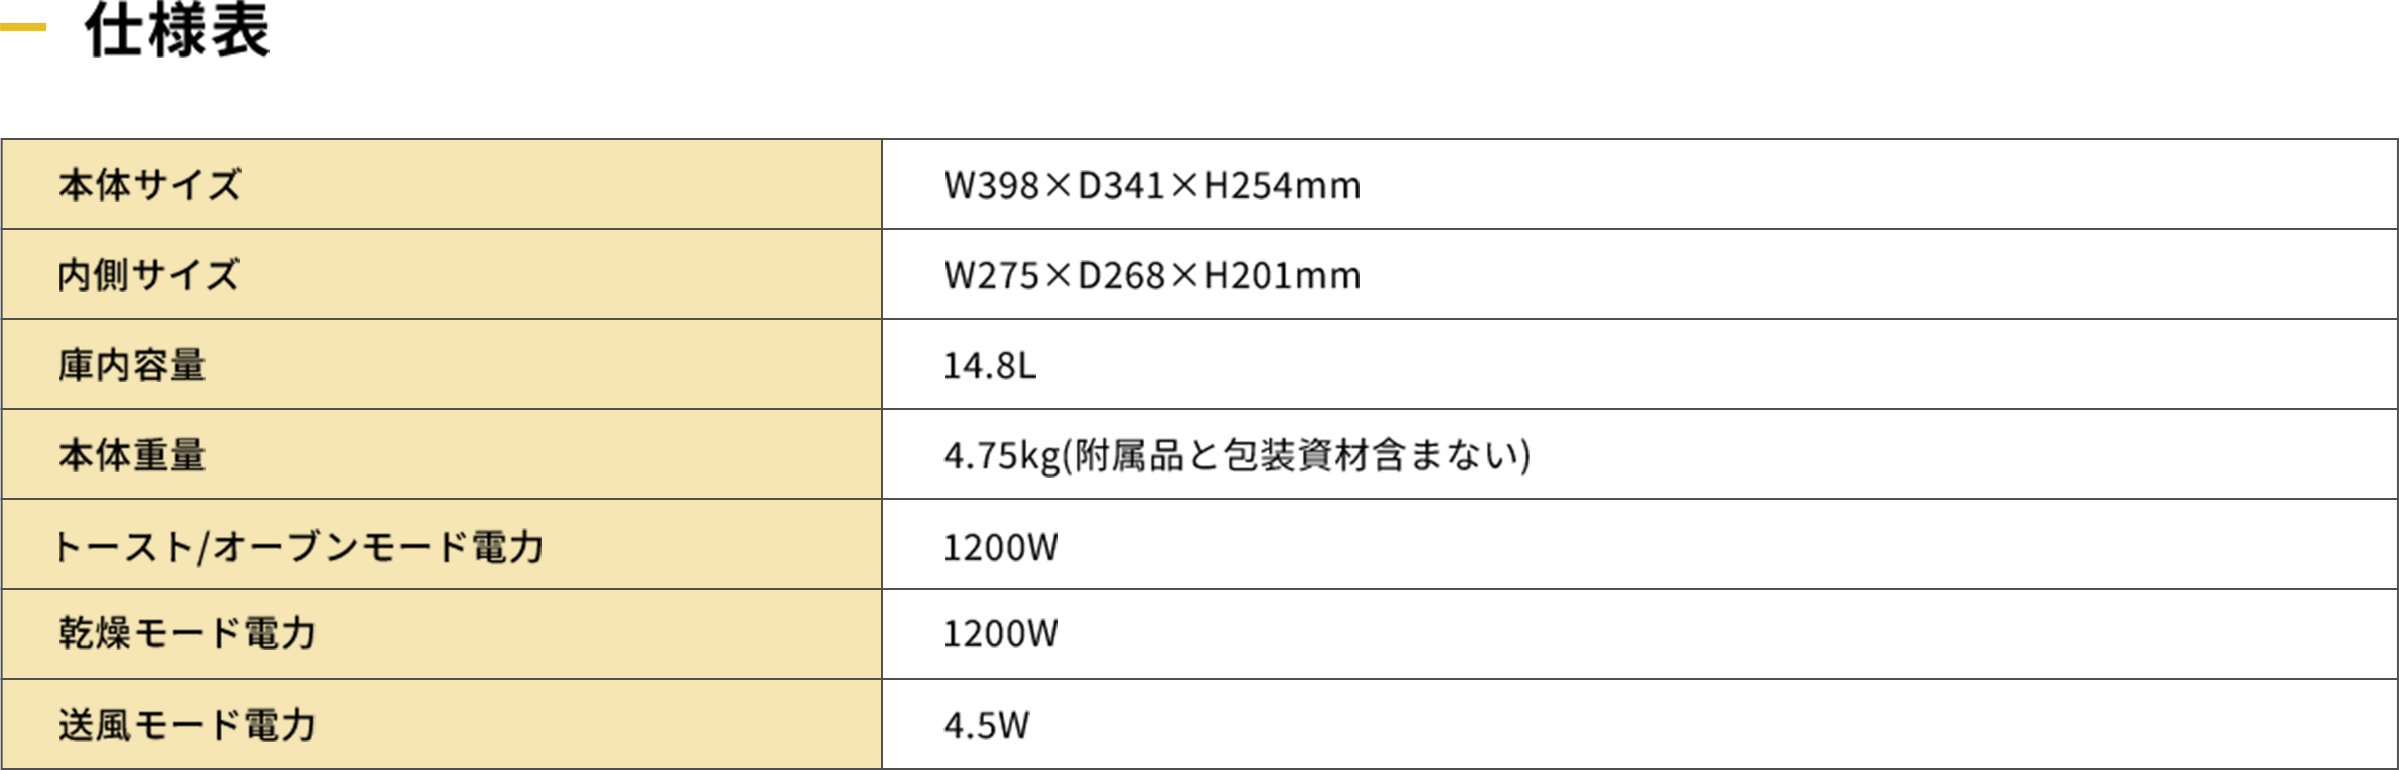 仕様表
本体サイズ W398×D341×H254mm
内側サイズ W275×D268×H201mm
庫内容量 14.8L
本体重量 4.75kg(附属品と包装資材含まない)
トースト/オーブンモード電力 1200W
乾燥モード電力 1200W
送風モード電力 4.5W